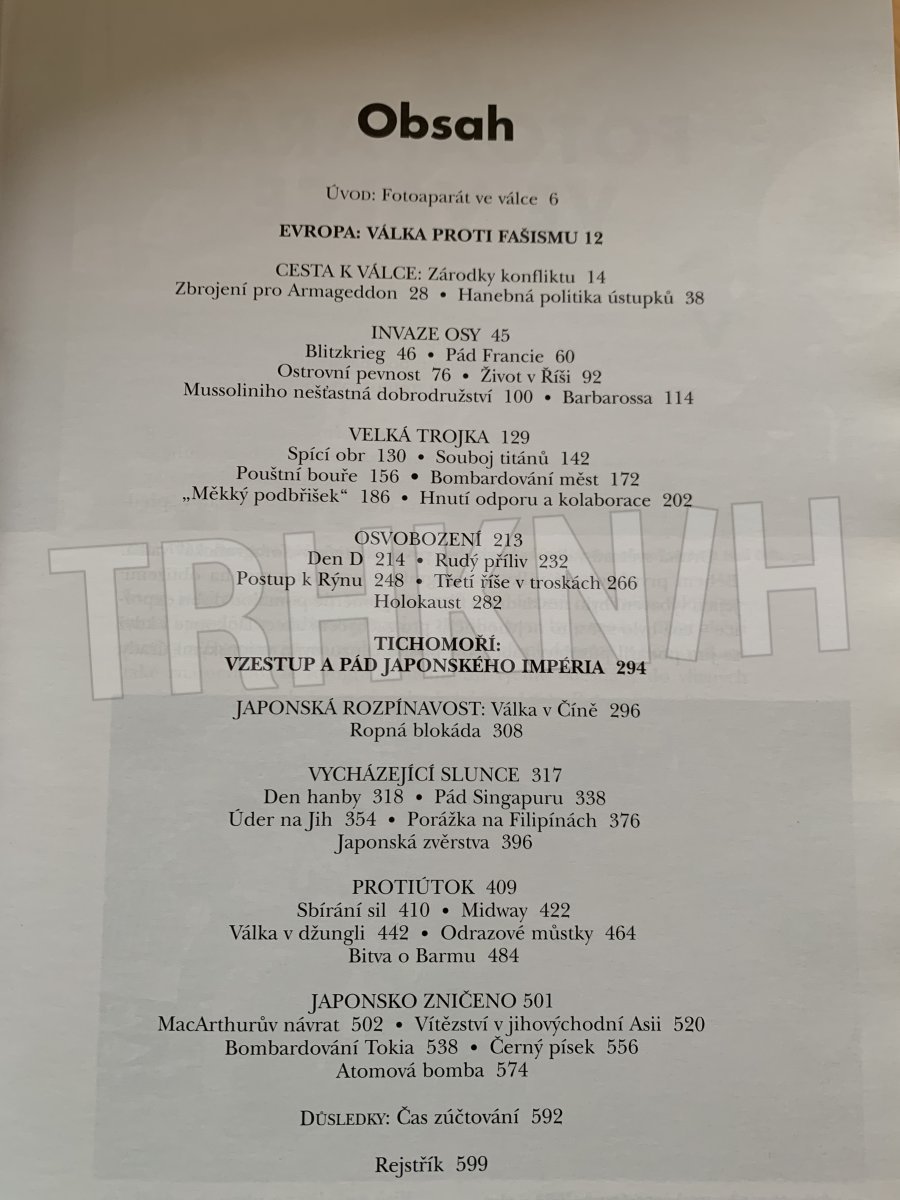 Obsah
ÚVOD: Fotoaparát ve válce 6
EVROPA: VÁLKA PROTI FAŠISMU 12
CESTA K VÁLCE: Zárodky konfliktu 14
Zbrojení pro Armageddon 28 • Hanebná politika ústupků 38
INVAZE OSY 45
Blitzkrieg 46 • Pád Francie 60
Ostrovní pevnost 76 • Život v Říši 92
Mussoliniho nešťastná dobrodružství 100 • Barbarossa 114
VELKÁ TROJKA 129
Spící obr 130 • Souboj titánů 142
Pouštní bouře 156 • Bombardování měst 172
„Měkký podbřišek“ 186 • Hnutí odporu a kolaborace 202
OSVOBOZENÍ 213
Den D 214 • Rudý příliv 232
Postup k Rýnu 248 • Třetí říše v troskách 266
Holokaust 282
TRHKN/H
TICHOMOŘÍ:
VZESTUP A PÁD JAPONSKÉHO IMPÉRIA 294
JAPONSKÁ ROZPÍNAVOST: Válka v Číně 296
Ropná blokáda 308
VYCHÁZEJÍCÍ SLUNCE 317
Den hanby 318 • Pád Singapuru 338
Úder na Jih 354 • Porážka na Filipínách 376
Japonská zvěrstva 396
PROTIÚTOK 409
Sbírání sil 410 • Midway 422
Válka v džungli 442 • Odrazové můstky 464
Bitva o Barmu 484
JAPONSKO ZNIČENO 501
MacArthurův návrat 502 • Vítězství v jihovýchodní Asii 520
Bombardování Tokia 538 • Černý písek 556
Atomová bomba 574
DŮSLEDKY: Čas zúčtování 592
Rejstřík 599